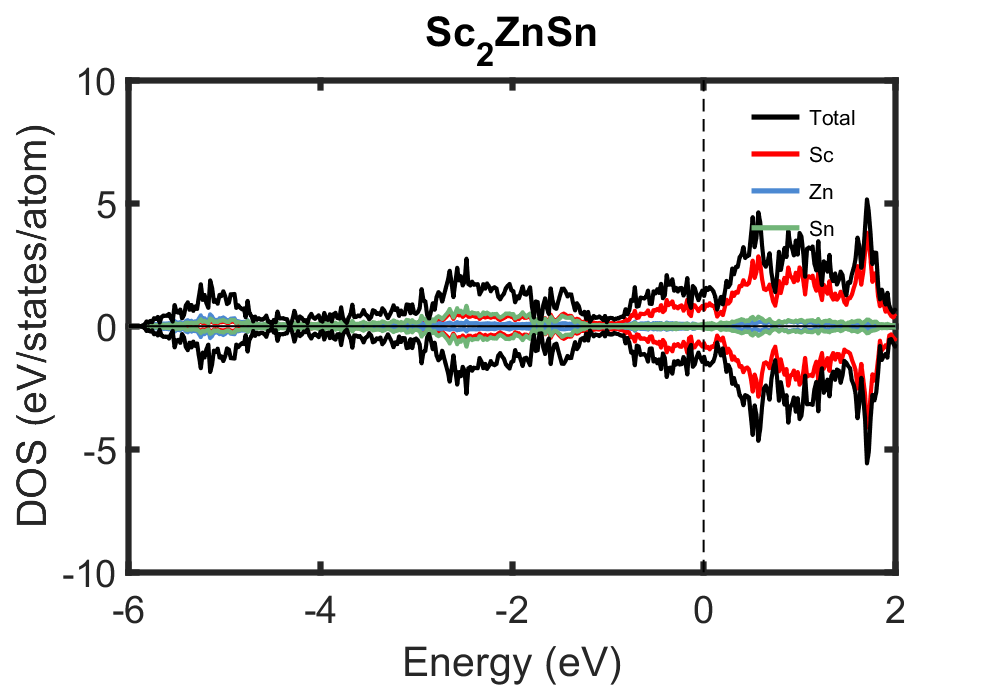 Sc2ZnSn
10
5
0
-5
-10
DOS (eV/states/atom)
Total
Sc
Zn
Sn
-6 -4 -2 0 2
Energy (eV)